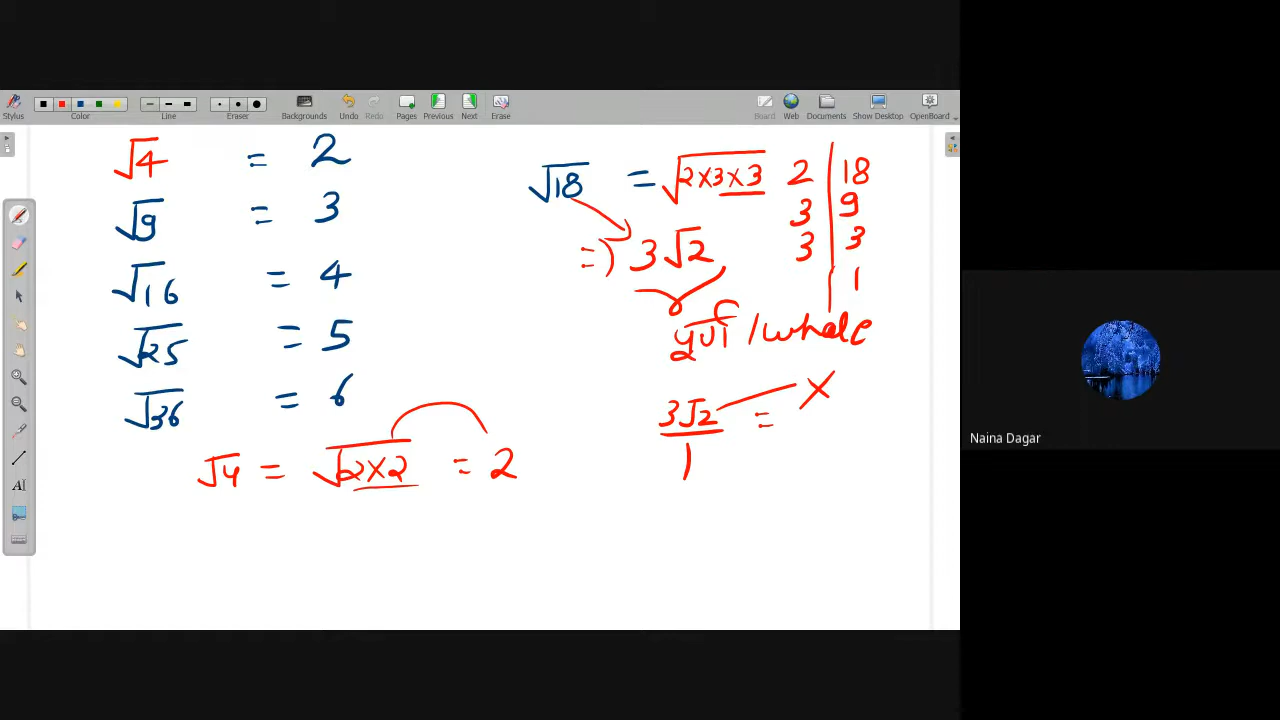 Stylus
Color
Line
Eraser
Backgrounds
Undo
Redo
Pages
Previous
Next
Erase
Board
Web
Documents
Show Desktop
OpenBoard
√4 = 2
√9 = 3
√16 = 4
√25 = 5
√36 = 6
√4 = √2×2 = 2
√18 = √2×3×3
=> 3√2
2 | 18
3 | 9
3 | 3
| 1
पूर्ण / whole
3√2 / 1 = X
Naina Dagar